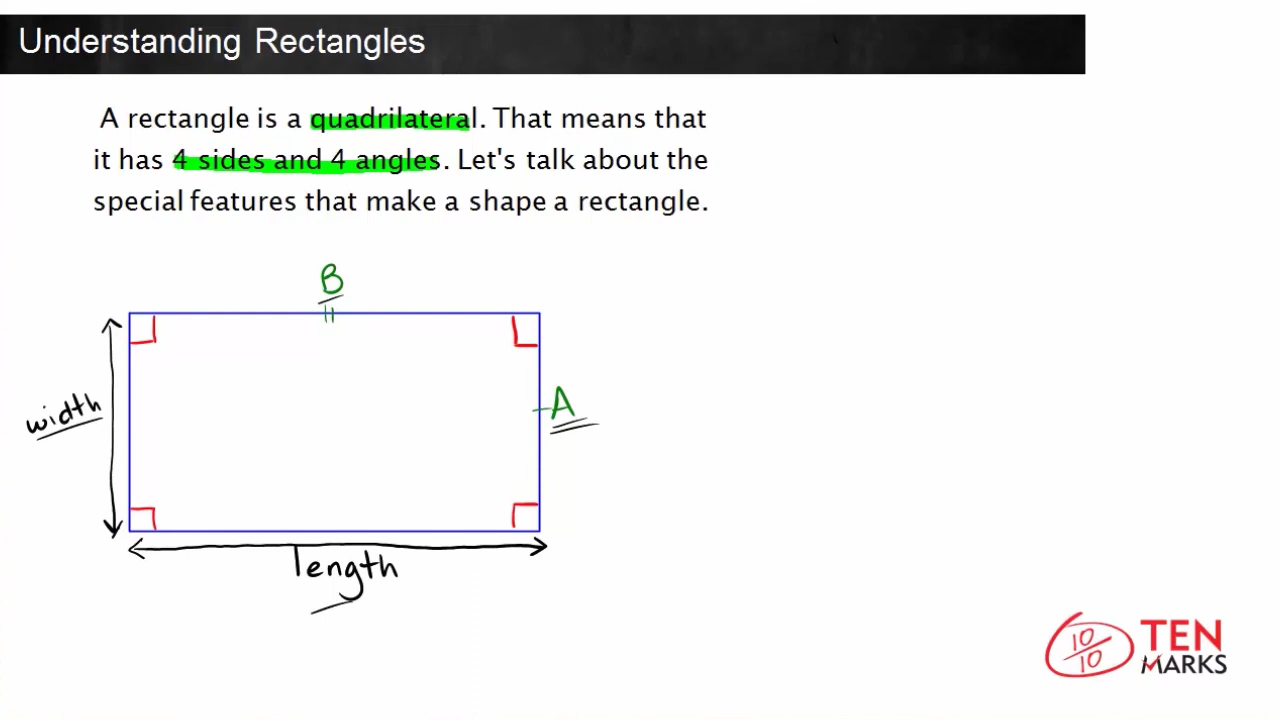 Understanding Rectangles
A rectangle is a quadrilateral. That means that
it has 4 sides and 4 angles. Let's talk about the
special features that make a shape a rectangle.
B
width
A
length
10/10 TEN
MARKS